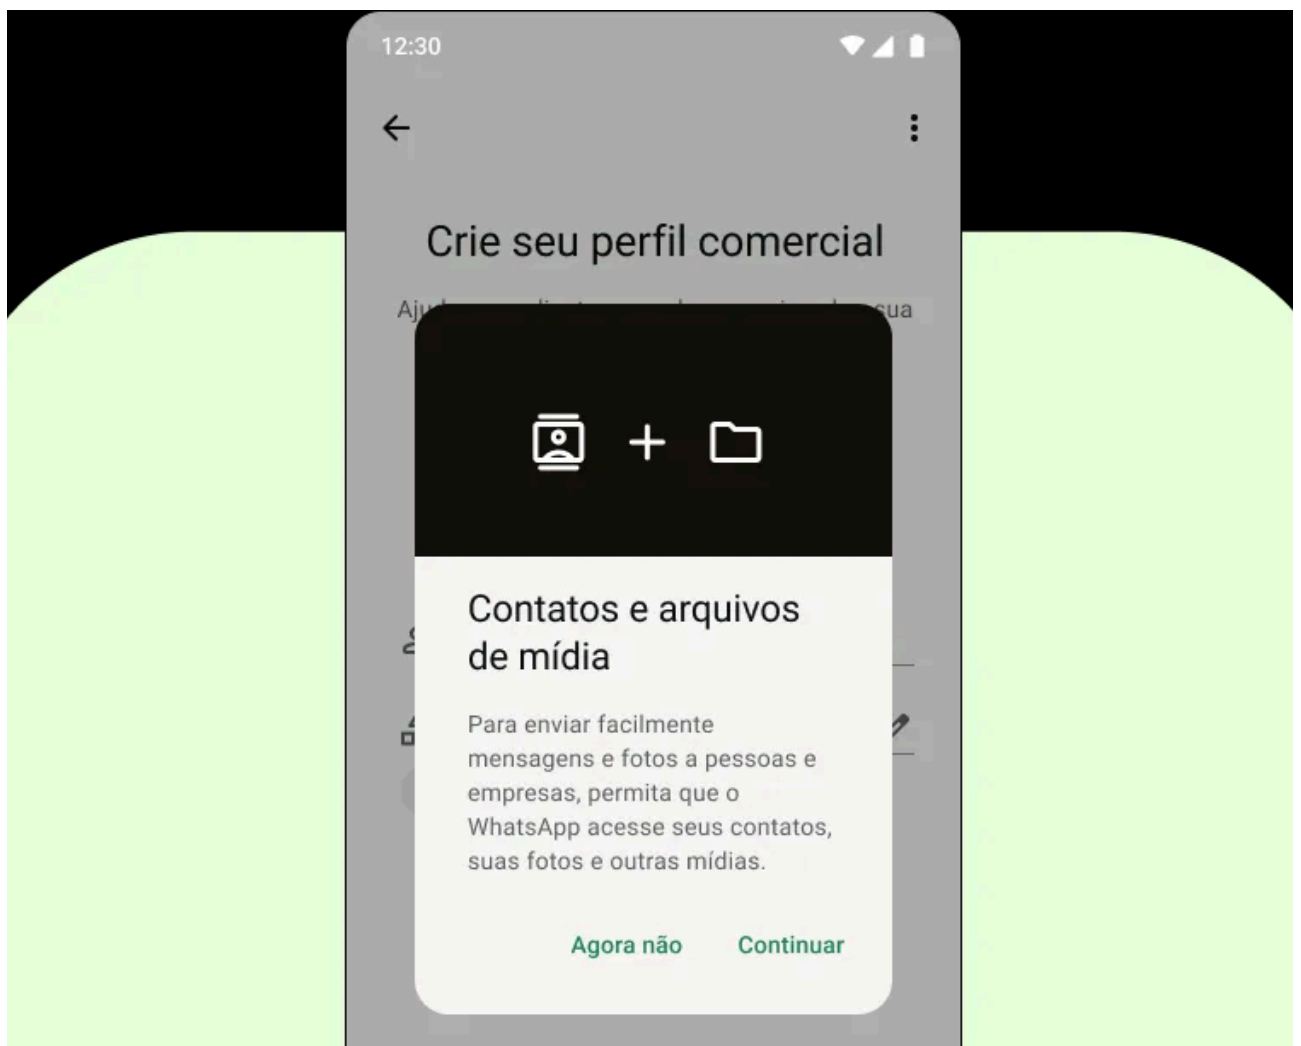 12:30
Crie seu perfil comercial
sua
Contatos e arquivos
de mídia
Para enviar facilmente
mensagens e fotos a pessoas e
empresas, permita que o
WhatsApp acesse seus contatos,
suas fotos e outras mídias.
Agora não Continuar